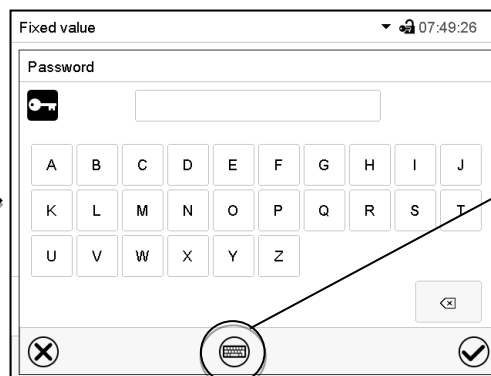 Fixed value 07:49:26
Password
A B C D E F G H I J
K L M N O P Q R S T
U V W X Y Z